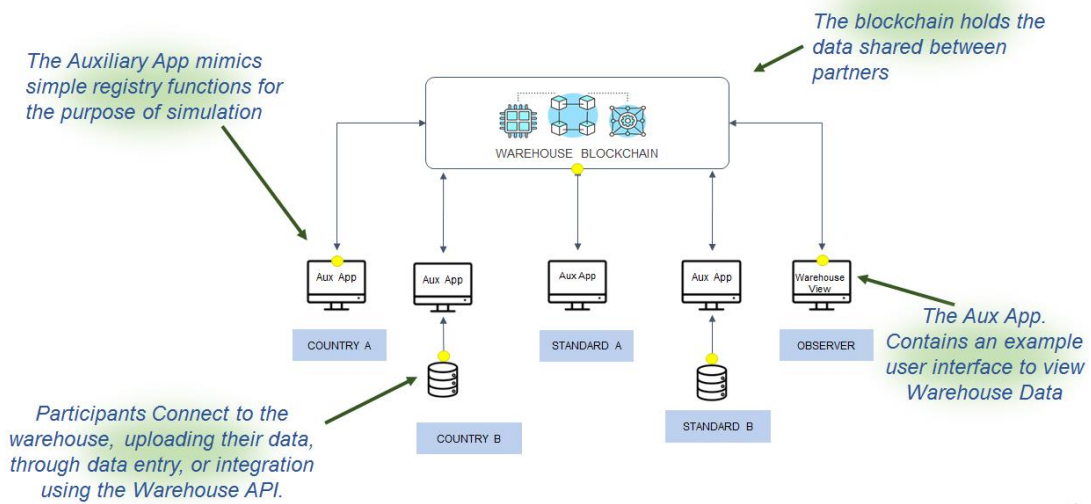 The blockchain holds the
data shared between
partners
The Auxiliary App mimics
simple registry functions for
the purpose of simulation
WAREHOUSE BLOCKCHAIN
Aux App
Aux App
Aux App
Aux App
Warehouse
View
COUNTRY A
STANDARD A
OBSERVER
COUNTRY B
STANDARD B
The Aux App.
Contains an example
user interface to view
Warehouse Data
Participants Connect to the
warehouse, uploading their data,
through data entry, or integration
using the Warehouse API.